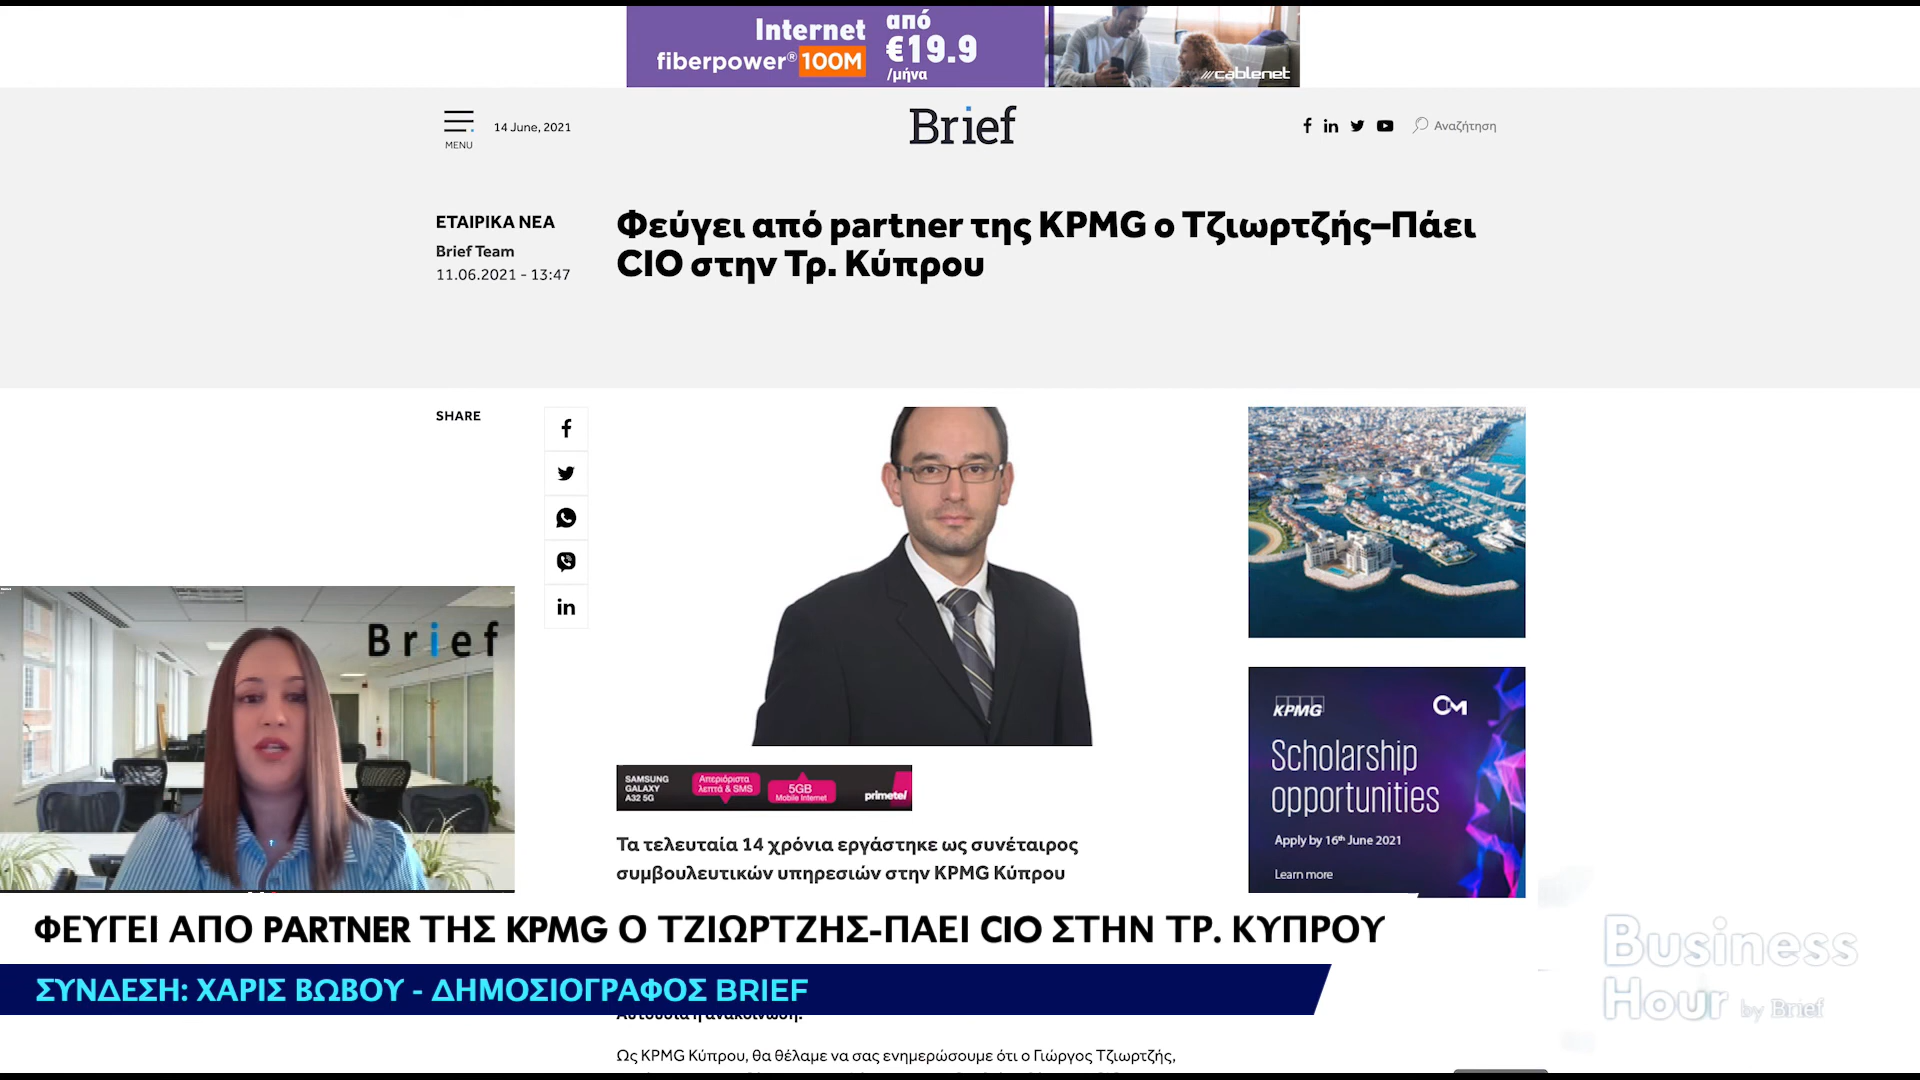 Internet
fiberpower® 100M
από
€19.9
/μήνα
cablenet
MENU
14 June, 2021
Brief
Αναζήτηση
ΕΤΑΙΡΙΚΑ ΝΕΑ
Brief Team
11.06.2021 - 13:47
Φεύγει από partner της KPMG ο Τζιωρτζής–Πάει
CIO στην Τρ. Κύπρου
SHARE
Brief
SAMSUNG
GALAXY
A32 5G
Απεριόριστα
λεπτά & SMS
5GB
Mobile Internet
primetel
KPMG
Scholarship
opportunities
Apply by 16th June 2021
Learn more
Τα τελευταία 14 χρόνια εργάστηκε ως συνέταιρος
συμβουλευτικών υπηρεσιών στην KPMG Κύπρου
ΦΕΥΓΕΙ ΑΠΟ PARTNER ΤΗΣ KPMG Ο ΤΖΙΩΡΤΖΗΣ-ΠΑΕΙ CIO ΣΤΗΝ ΤΡ. ΚΥΠΡΟΥ
ΣΥΝΔΕΣΗ: ΧΑΡΙΣ ΒΩΒΟΥ - ΔΗΜΟΣΙΟΓΡΑΦΟΣ BRIEF
Business
Hour by Brief
Ως KPMG Κύπρου, θα θέλαμε να σας ενημερώσουμε ότι ο Γιώργος Τζιωρτζής,